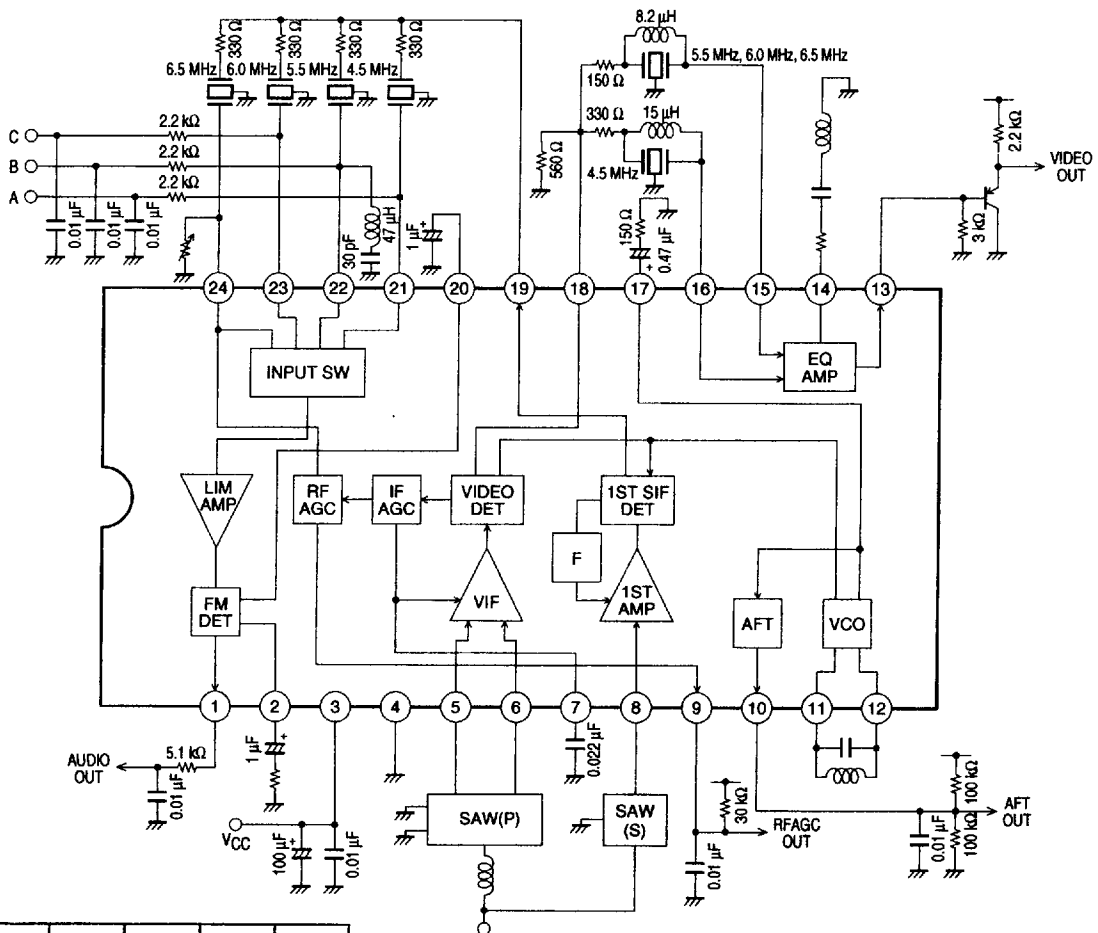 8.2 µH
330 Ω
330 Ω
330 Ω
330 Ω
6.5 MHz
6.0 MHz
5.5 MHz
4.5 MHz
5.5 MHz, 6.0 MHz, 6.5 MHz
150 Ω
330 Ω
15 µH
2.2 kΩ
C
2.2 kΩ
B
2.2 kΩ
A
2.2 kΩ
VIDEO
OUT
560 Ω
4.5 MHz
0.01 µF
0.01 µF
0.01 µF
30 pF
47 µH
1 µF
+
150 Ω
0.47 µF
+
3 kΩ
24
23
22
21
20
19
18
17
16
15
14
13
INPUT SW
EQ
AMP
LIM
AMP
RF
AGC
IF
AGC
VIDEO
DET
1ST SIF
DET
F
FM
DET
VIF
1ST
AMP
AFT
VCO
1
2
3
4
5
6
7
8
9
10
11
12
5.1 kΩ
AUDIO
OUT
0.01 µF
1 µF
+
0.022 µF
VCC
100 µF
+
0.01 µF
SAW(P)
SAW
(S)
30 kΩ
RFAGC
OUT
0.01 µF
100 kΩ
AFT
OUT
0.01 µF
100 kΩ